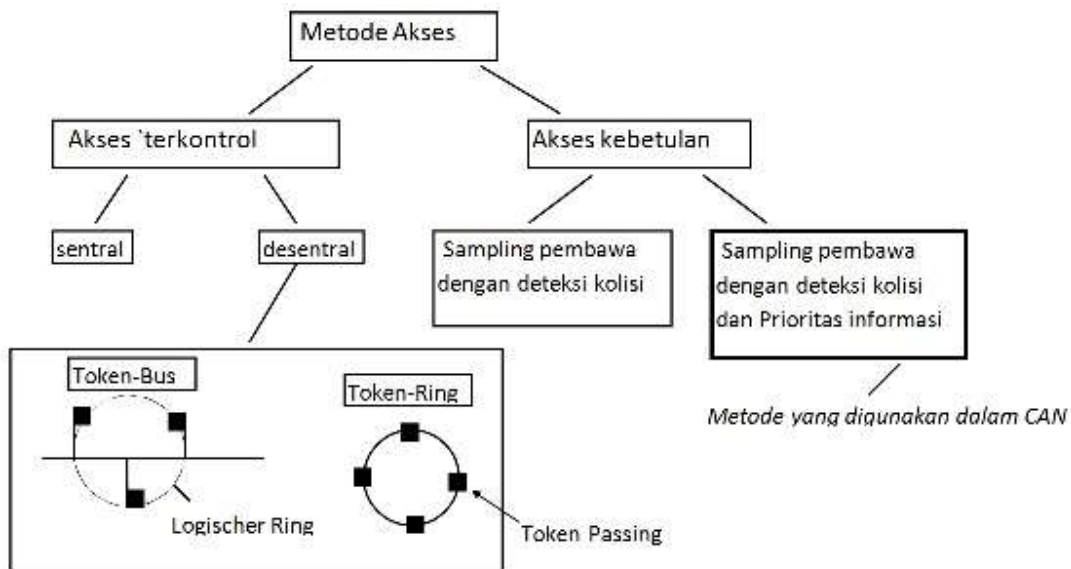 Metode Akses
Akses `terkontrol
Akses kebetulan
sentral
desentral
Sampling pembawa
dengan deteksi kolisi
Sampling pembawa
dengan deteksi kolisi
dan Prioritas informasi
Metode yang digunakan dalam CAN
Token-Bus
Token-Ring
Logischer Ring
Token Passing